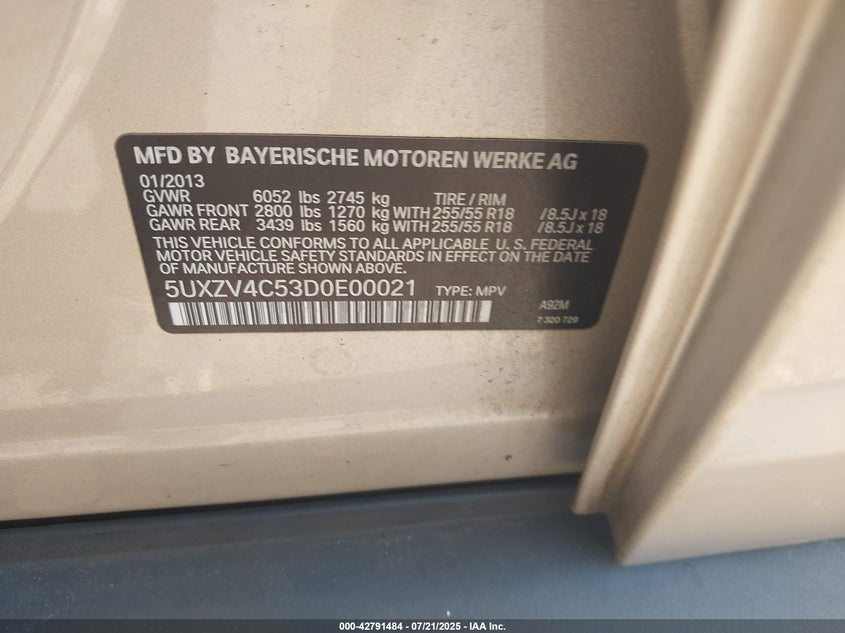 MFD BY BAYERISCHE MOTOREN WERKE AG
01/2013
GVWR 6052 lbs 2745 kg TIRE / RIM
GAWR FRONT 2800 lbs 1270 kg WITH 255/55 R18 /8.5J x 18
GAWR REAR 3439 lbs 1560 kg WITH 255/55 R18 /8.5J x 18
THIS VEHICLE CONFORMS TO ALL APPLICABLE U.S. FEDERAL
MOTOR VEHICLE SAFETY STANDARDS IN EFFECT ON THE DATE
OF MANUFACTURE SHOWN ABOVE.
5UXZV4C53D0E00021 TYPE: MPV A92M
7 320 729
000-42791484 - 07/21/2025 - IAA Inc.